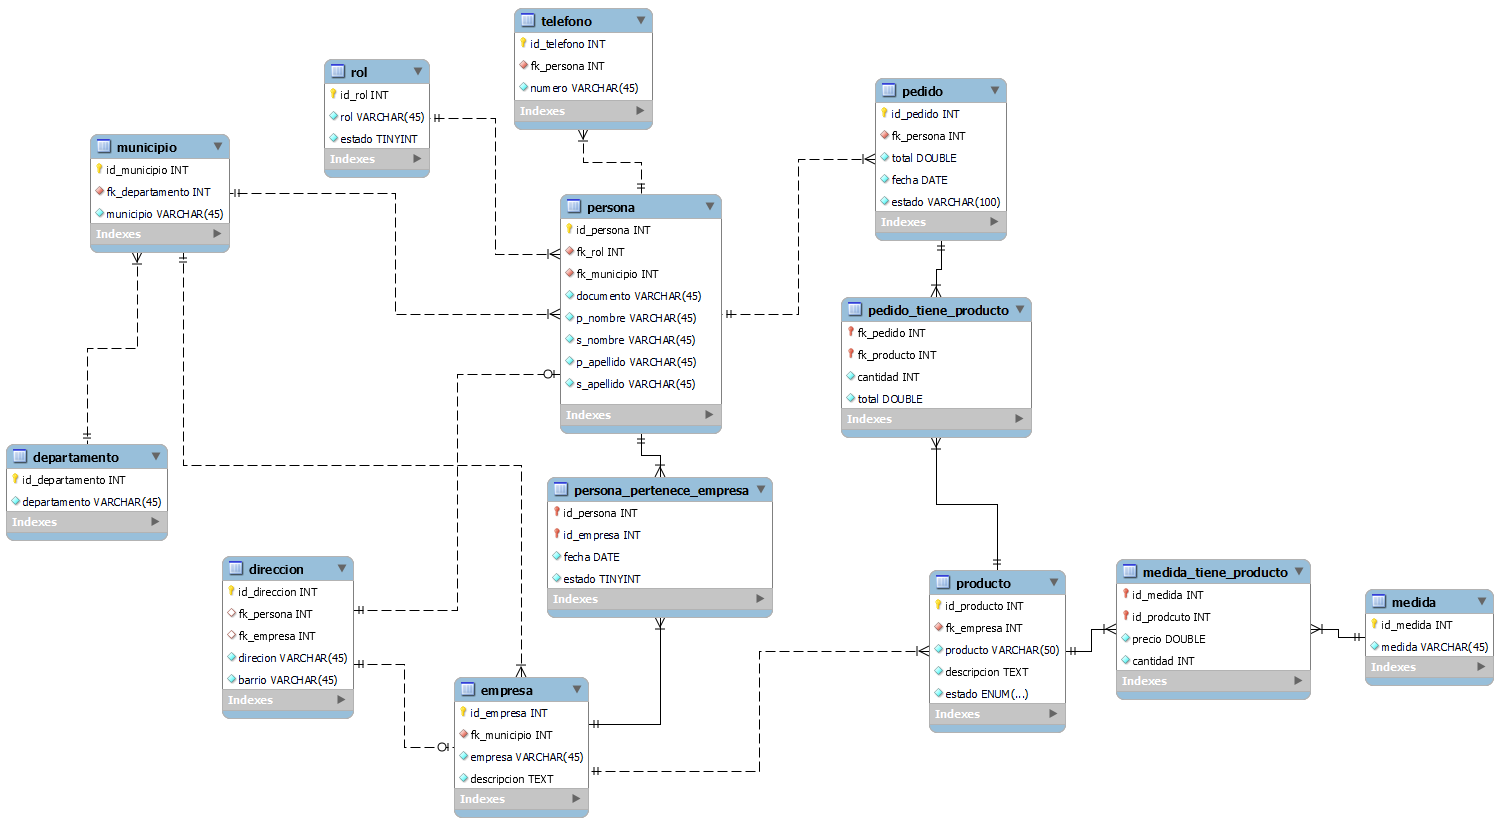 telefono
id_telefono INT
fk_persona INT
numero VARCHAR(45)
Indexes
rol
id_rol INT
rol VARCHAR(45)
estado TINYINT
Indexes
pedido
id_pedido INT
fk_persona INT
total DOUBLE
fecha DATE
estado VARCHAR(100)
Indexes
municipio
id_municipio INT
fk_departamento INT
municipio VARCHAR(45)
Indexes
persona
id_persona INT
fk_rol INT
fk_municipio INT
documento VARCHAR(45)
p_nombre VARCHAR(45)
s_nombre VARCHAR(45)
p_apellido VARCHAR(45)
s_apellido VARCHAR(45)
Indexes
pedido_tiene_producto
fk_pedido INT
fk_producto INT
cantidad INT
total DOUBLE
Indexes
departamento
id_departamento INT
departamento VARCHAR(45)
Indexes
persona_pertenece_empresa
id_persona INT
id_empresa INT
fecha DATE
estado TINYINT
Indexes
direccion
id_direccion INT
fk_persona INT
fk_empresa INT
direcion VARCHAR(45)
barrio VARCHAR(45)
Indexes
producto
id_producto INT
fk_empresa INT
producto VARCHAR(50)
descripcion TEXT
estado ENUM(...)
Indexes
medida_tiene_producto
id_medida INT
id_prodcuto INT
precio DOUBLE
cantidad INT
Indexes
medida
id_medida INT
medida VARCHAR(45)
Indexes
empresa
id_empresa INT
fk_municipio INT
empresa VARCHAR(45)
descripcion TEXT
Indexes